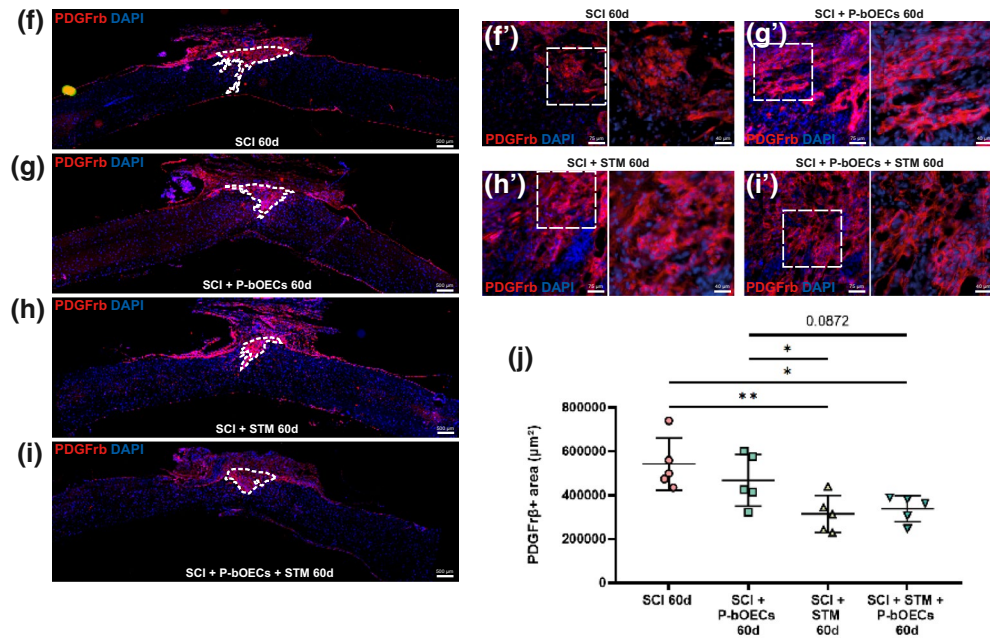 (f)
PDGFrb DAPI
SCI 60d
500 µm
(g)
PDGFrb DAPI
SCI + P-bOECs 60d
500 µm
(h)
PDGFrb DAPI
SCI + STM 60d
500 µm
(i)
PDGFrb DAPI
SCI + P-bOECs + STM 60d
500 µm
SCI 60d
(f')
PDGFrb DAPI
75 µm
40 µm
SCI + P-bOECs 60d
(g')
PDGFrb DAPI
75 µm
40 µm
SCI + STM 60d
(h')
PDGFrb DAPI
75 µm
40 µm
SCI + P-bOECs + STM 60d
(i')
PDGFrb DAPI
75 µm
40 µm
(j)
0.0872
*
*
**
PDGFrβ+ area (µm²)
800000
600000
400000
200000
0
SCI 60d
SCI +
P-bOECs
60d
SCI +
STM
60d
SCI + STM +
P-bOECs
60d